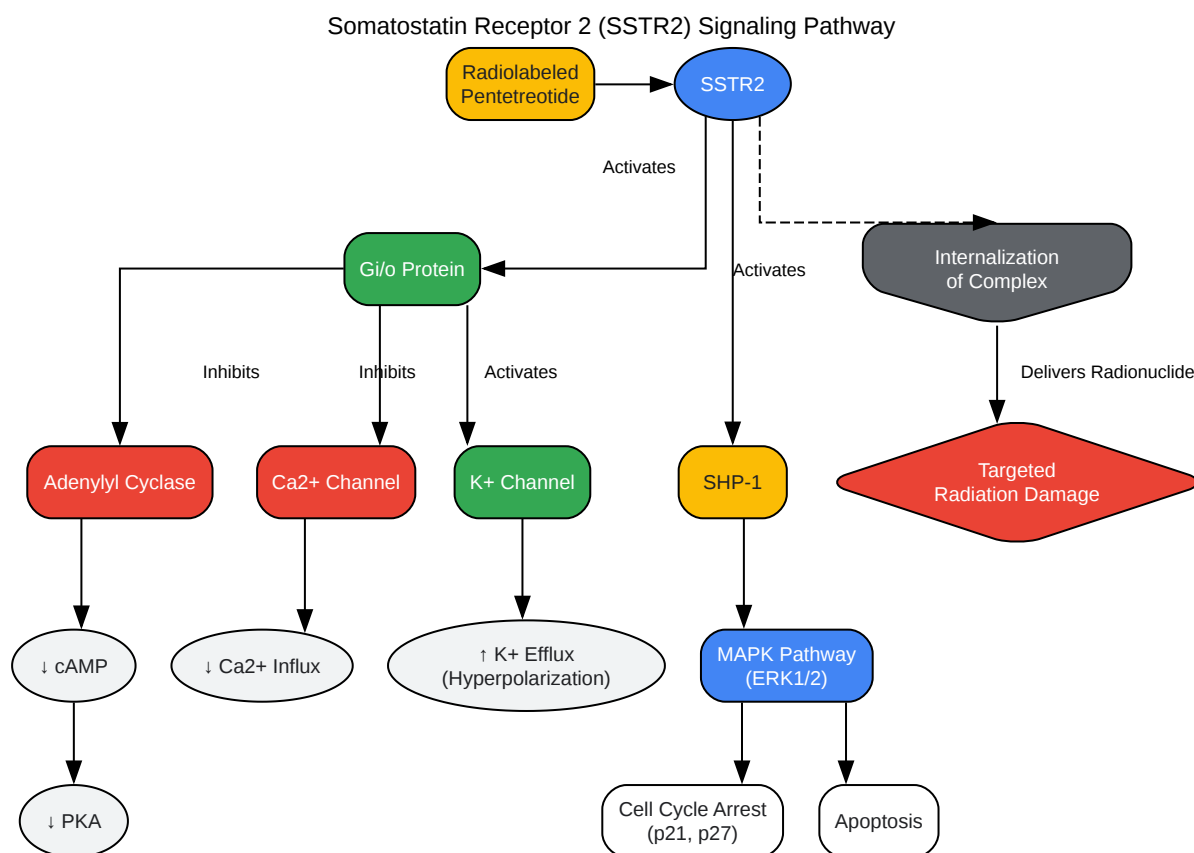 Somatostatin Receptor 2 (SSTR2) Signaling Pathway
Radiolabeled
Pentetreotide
SSTR2
Activates
Gi/o Protein
Activates
Internalization
of Complex
Inhibits
Inhibits
Activates
Delivers Radionuclide
Adenylyl Cyclase
Ca2+ Channel
K+ Channel
SHP-1
Targeted
Radiation Damage
↓ cAMP
↓ Ca2+ Influx
↑ K+ Efflux
(Hyperpolarization)
MAPK Pathway
(ERK1/2)
↓ PKA
Cell Cycle Arrest
(p21, p27)
Apoptosis